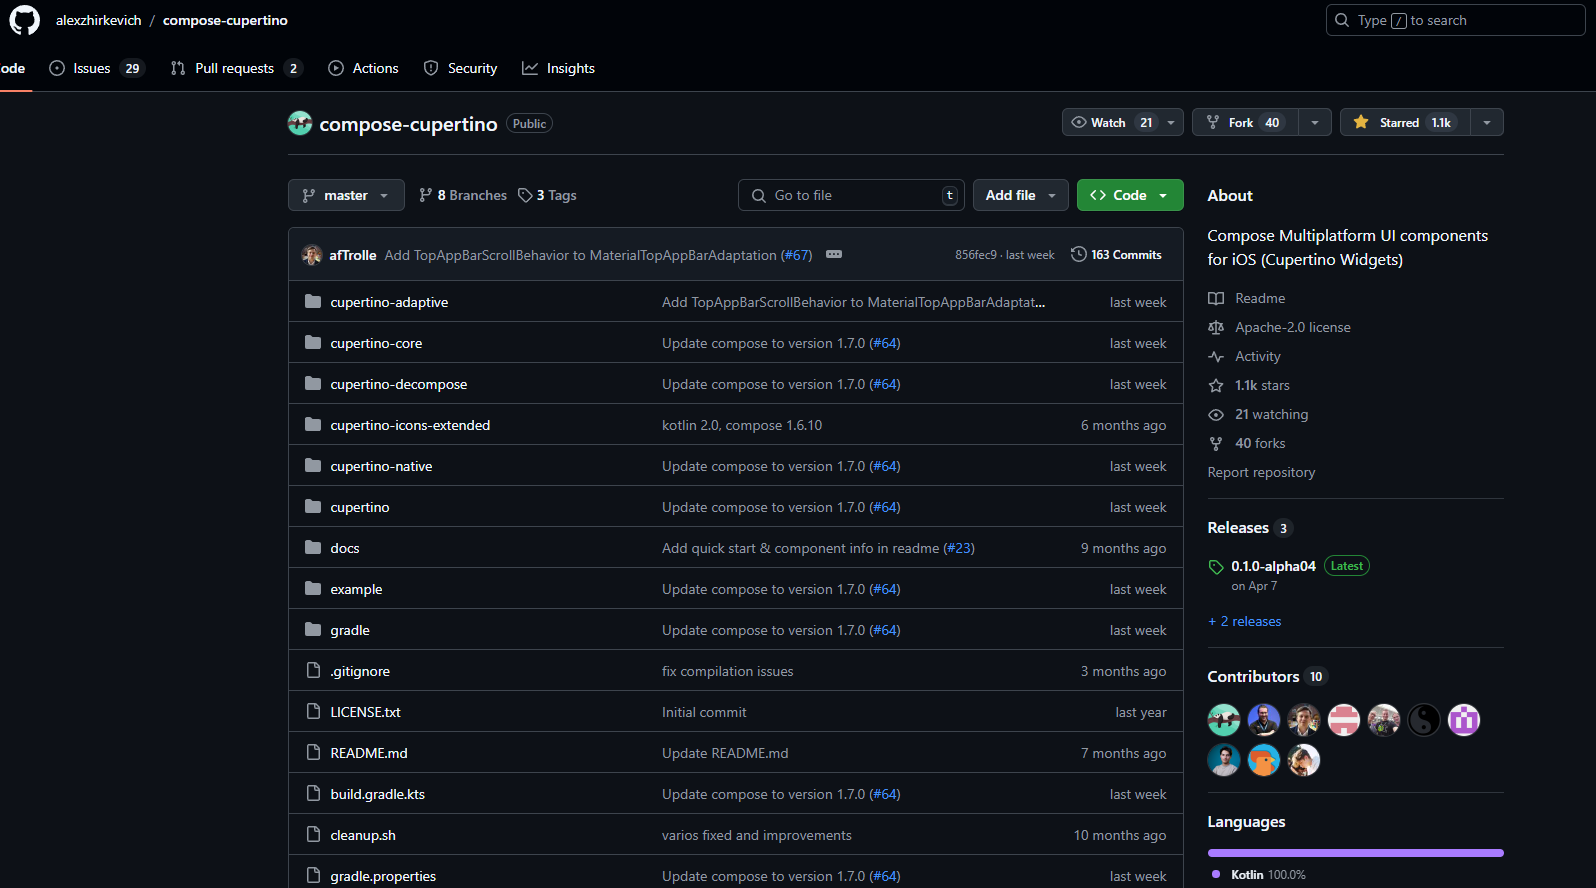 alexzhirkevich / compose-cupertino
Type / to search
ode
Issues 29
Pull requests 2
Actions
Security
Insights
compose-cupertino Public
Watch 21
Fork 40
Starred 1.1k
master
8 Branches
3 Tags
Go to file t
Add file
<> Code
afTrolle Add TopAppBarScrollBehavior to MaterialTopAppBarAdaptation (#67)
856fec9 · last week
163 Commits
cupertino-adaptive Add TopAppBarScrollBehavior to MaterialTopAppBarAdaptat... last week
cupertino-core Update compose to version 1.7.0 (#64) last week
cupertino-decompose Update compose to version 1.7.0 (#64) last week
cupertino-icons-extended kotlin 2.0, compose 1.6.10 6 months ago
cupertino-native Update compose to version 1.7.0 (#64) last week
cupertino Update compose to version 1.7.0 (#64) last week
docs Add quick start & component info in readme (#23) 9 months ago
example Update compose to version 1.7.0 (#64) last week
gradle Update compose to version 1.7.0 (#64) last week
.gitignore fix compilation issues 3 months ago
LICENSE.txt Initial commit last year
README.md Update README.md 7 months ago
build.gradle.kts Update compose to version 1.7.0 (#64) last week
cleanup.sh varios fixed and improvements 10 months ago
gradle.properties Update compose to version 1.7.0 (#64) last week
About
Compose Multiplatform UI components
for iOS (Cupertino Widgets)
Readme
Apache-2.0 license
Activity
1.1k stars
21 watching
40 forks
Report repository
Releases 3
0.1.0-alpha04 Latest
on Apr 7
+ 2 releases
Contributors 10
Languages
Kotlin 100.0%